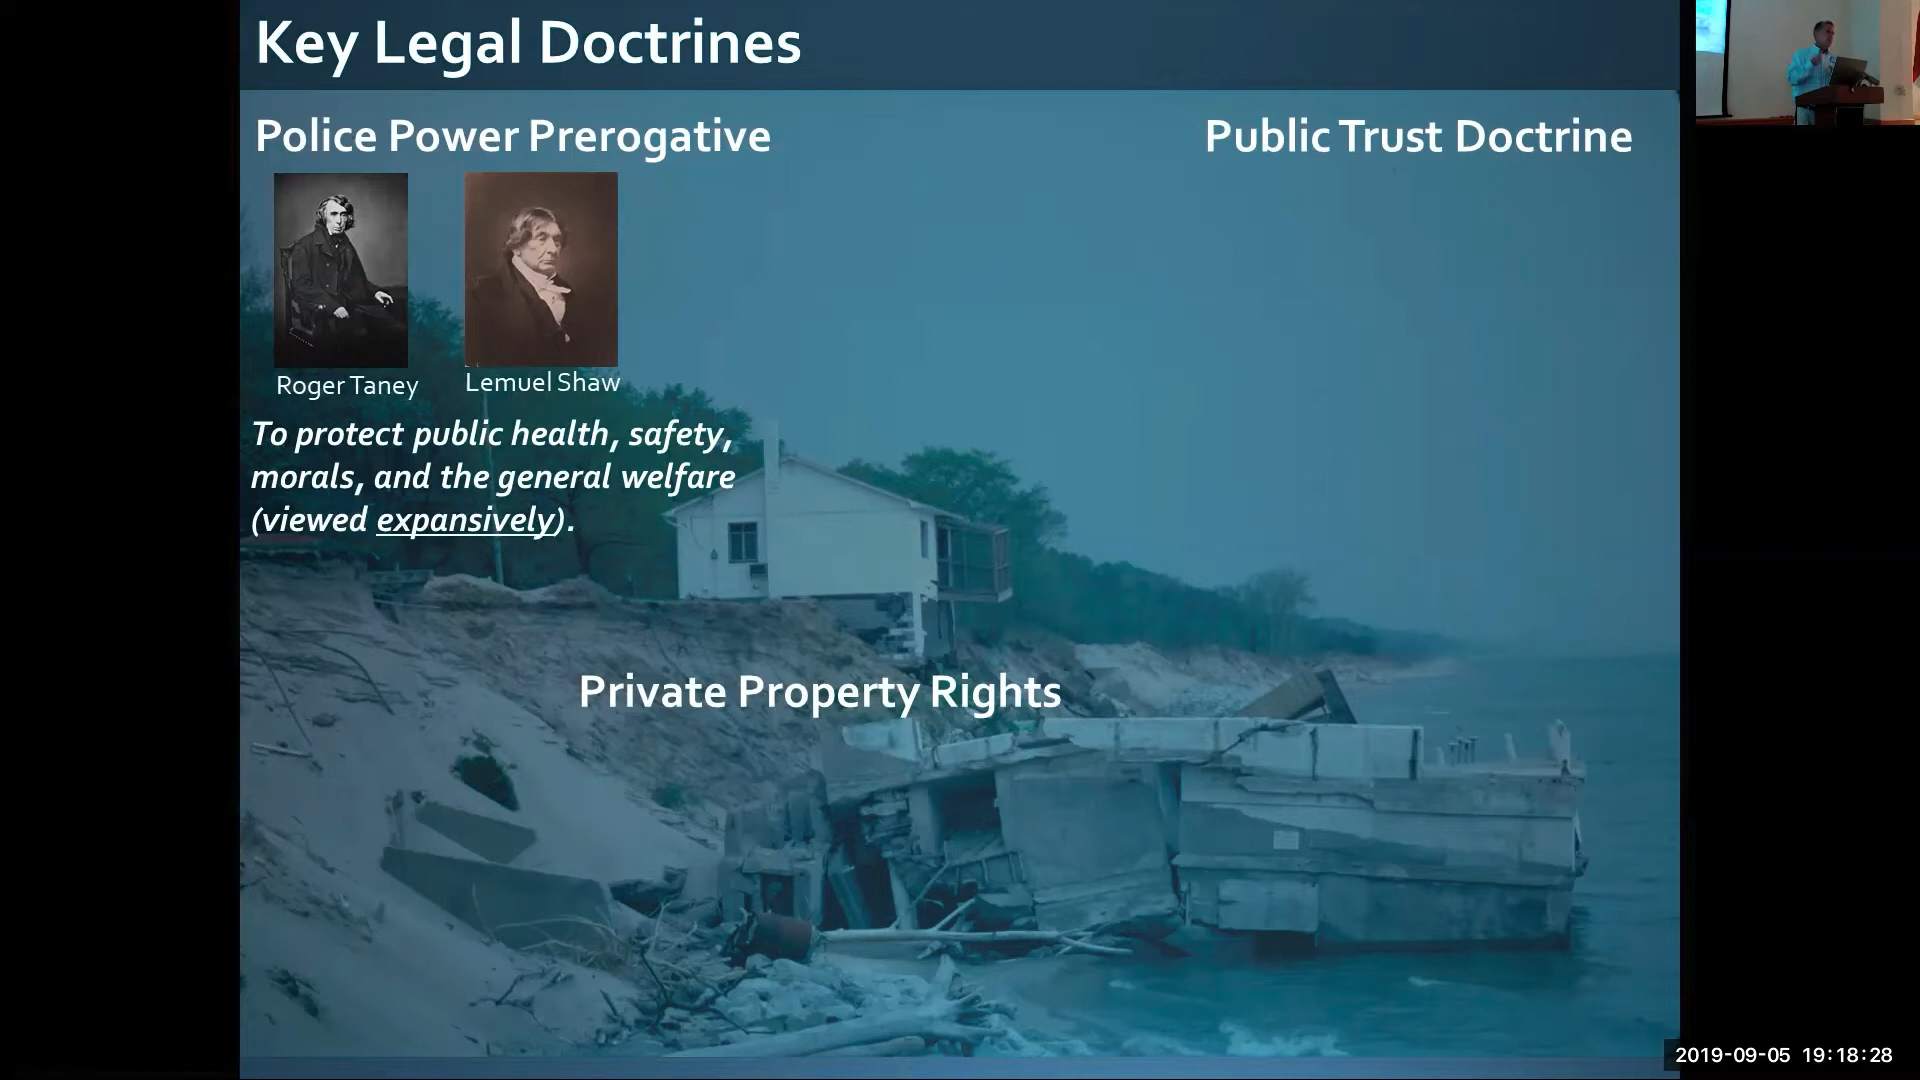 Key Legal Doctrines
Police Power Prerogative
Public Trust Doctrine
Roger Taney
Lemuel Shaw
To protect public health, safety,
morals, and the general welfare
(viewed expansively).
Private Property Rights
2019-09-05 19:18:28